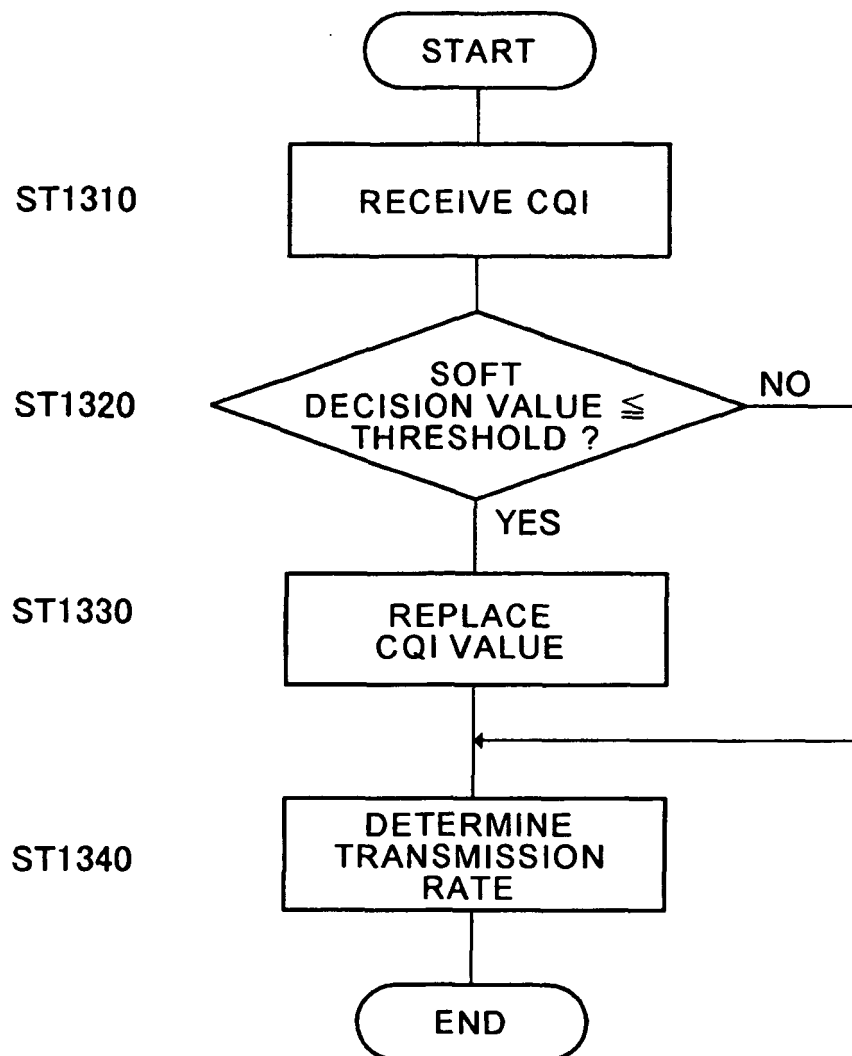 START
ST1310
RECEIVE CQI
ST1320
SOFT
DECISION VALUE ≦
THRESHOLD ?
NO
YES
ST1330
REPLACE
CQI VALUE
ST1340
DETERMINE
TRANSMISSION
RATE
END